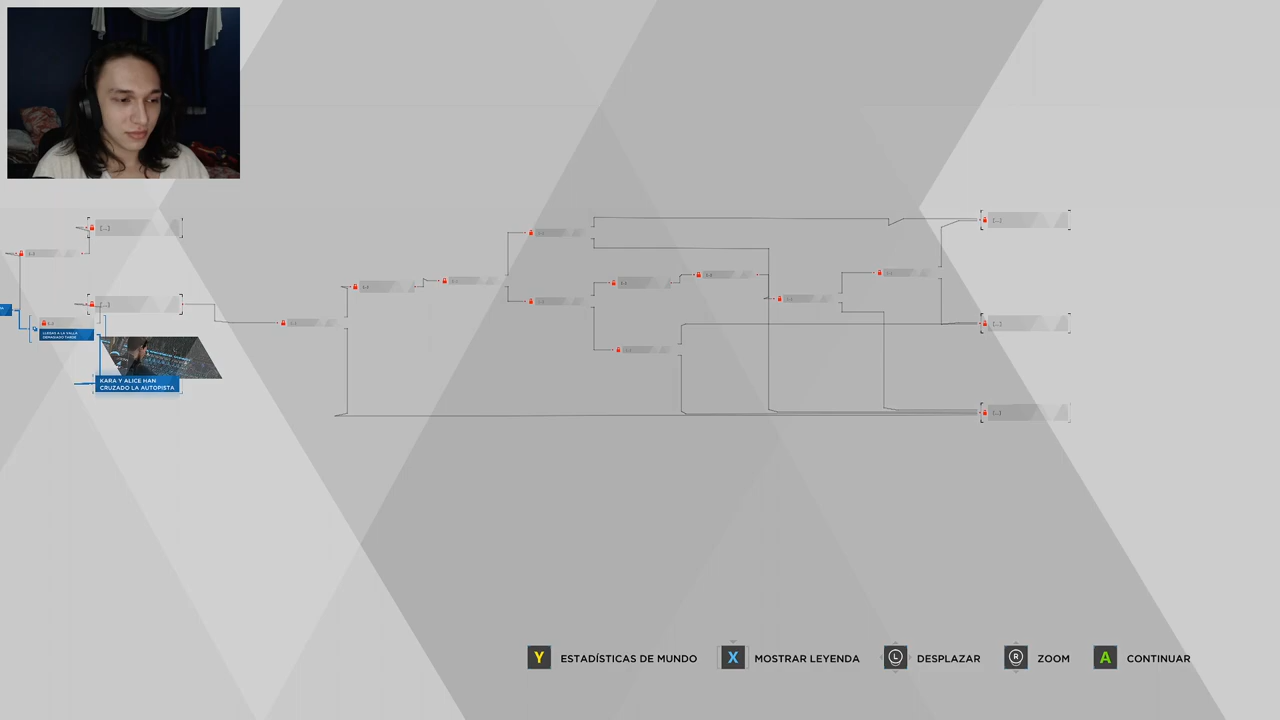 LLEGAS A LA VALLA
DEMASIADO TARDE
KARA Y ALICE HAN
CRUZADO LA AUTOPISTA
Y ESTADÍSTICAS DE MUNDO X MOSTRAR LEYENDA L DESPLAZAR R ZOOM A CONTINUAR